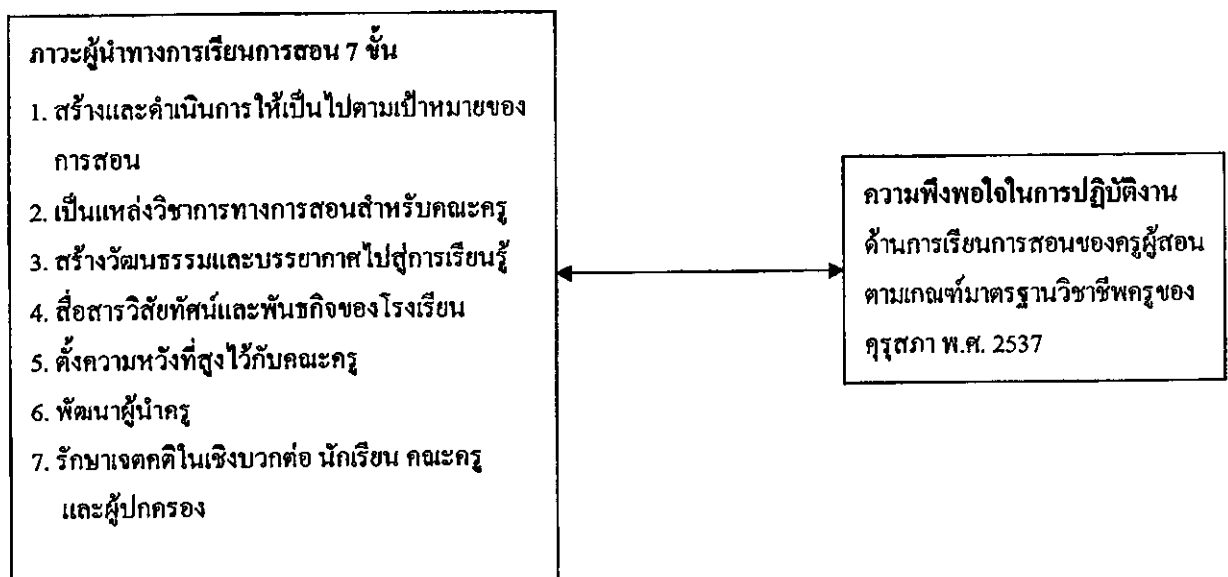 ภาวะผู้นำทางการเรียนการสอน 7 ขั้น
1. สร้างและดำเนินการให้เป็นไปตามเป้าหมายของ
การสอน
2. เป็นแหล่งวิชาการทางการสอนสำหรับคณะครู
3. สร้างวัฒนธรรมและบรรยากาศไปสู่การเรียนรู้
4. สื่อสารวิสัยทัศน์และพันธกิจของโรงเรียน
5. ตั้งความหวังที่สูงไว้กับคณะครู
6. พัฒนาผู้นำครู
7. รักษาเจตคติในเชิงบวกต่อ นักเรียน คณะครู
และผู้ปกครอง
ความพึงพอใจในการปฏิบัติงาน
ด้านการเรียนการสอนของครูผู้สอน
ตามเกณฑ์มาตรฐานวิชาชีพครูของ
คุรุสภา พ.ศ. 2537